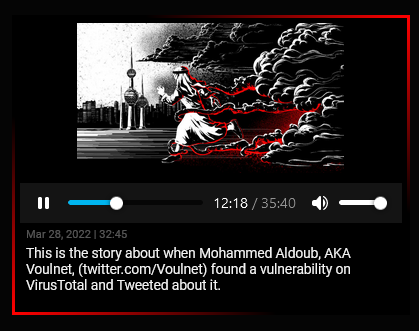 12:18 / 35:40
Mar 28, 2022 | 32:45
This is the story about when Mohammed Aldoub, AKA
Voulnet, (twitter.com/Voulnet) found a vulnerability on
VirusTotal and Tweeted about it.